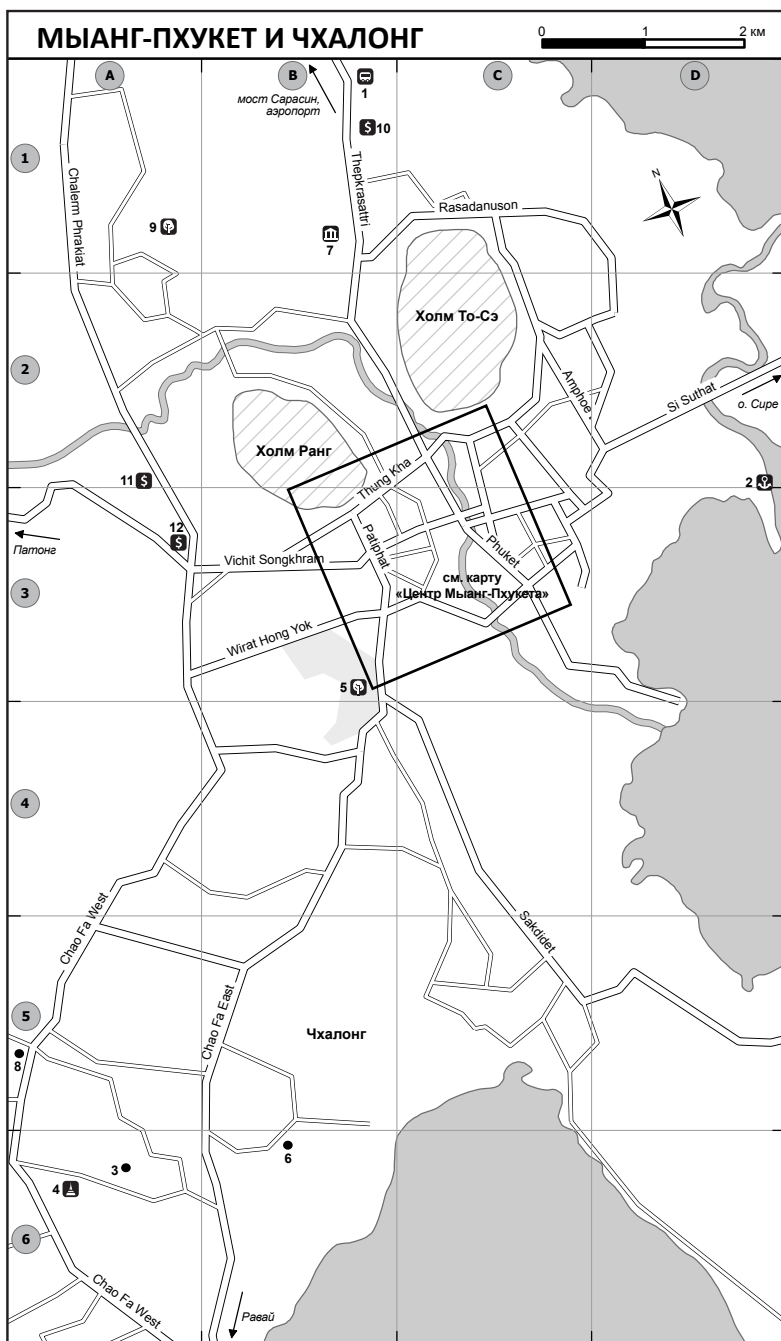 МЫАНГ-ПХУКЕТ И ЧХАЛОНГ
0 1 2 км
A B C D
мост Сарасин,
аэропорт
1
$ 10
1
Chalerm Phrakiat
Thepkrasattri
Rasadanuson
N
9
7
Холм То-Сэ
2
Amphoe
Si Suthat
о. Сире
Холм Ранг
Thung Kha
11 $
2
Патонг
12
$
Vichit Songkhram
Patiphat
Phuket
3
см. карту
«Центр Мыанг-Пхукета»
Wirat Hong Yok
5
4
Chao Fa West
Sakdidet
Chao Fa East
5
Чхалонг
8
3
6
4
6
Chao Fa West
Равай